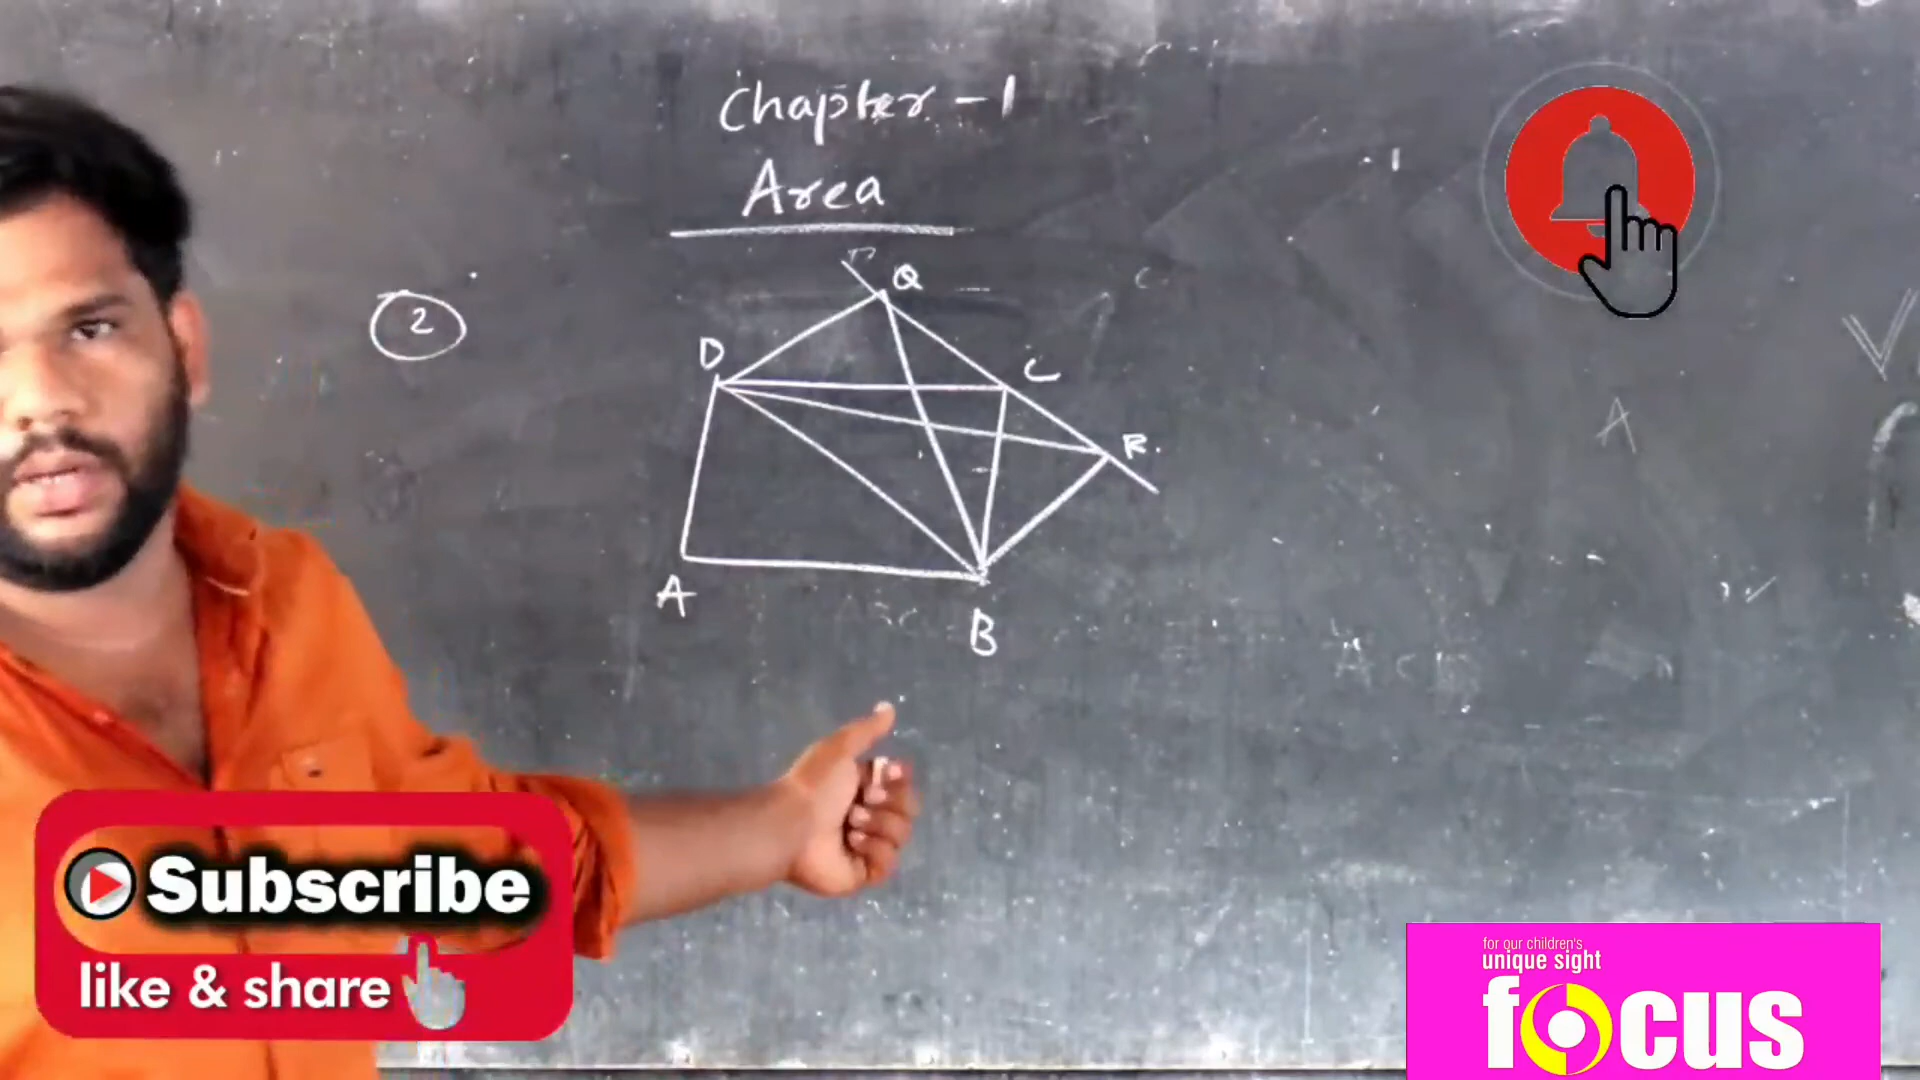 Chapter - 1
Area
2
Q
D
C
R.
A
B
A
Subscribe
like & share
for our children's
unique sight
focus